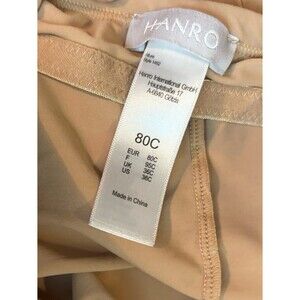 HANRO
Hanro International GmbH
Hauptstraße 17
A-6840 Götzis
80C
EUR 80C
F 95C
UK 36C
US 36C
Made in China